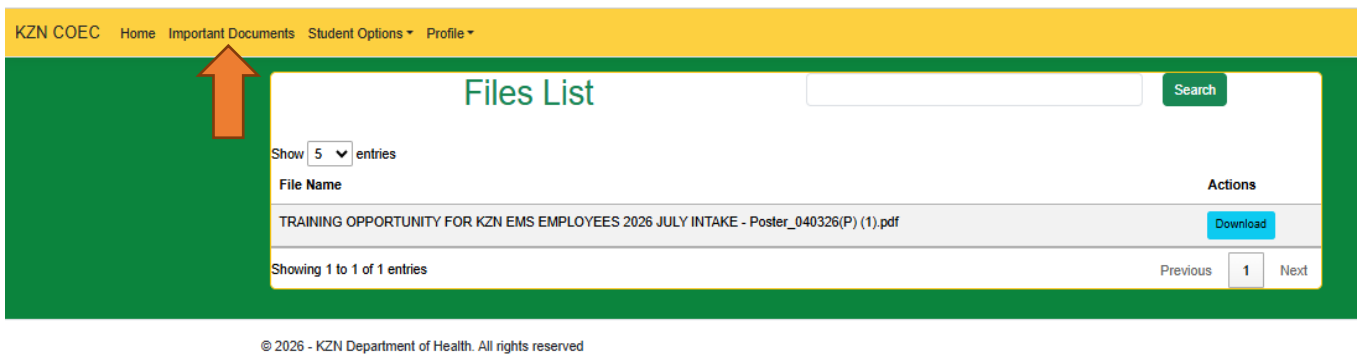 KZN COEC Home Important Documents Student Options Profile
Files List Search
Show 5 entries
File Name Actions
TRAINING OPPORTUNITY FOR KZN EMS EMPLOYEES 2026 JULY INTAKE - Poster_040326(P) (1).pdf Download
Showing 1 to 1 of 1 entries Previous 1 Next
© 2026 - KZN Department of Health. All rights reserved